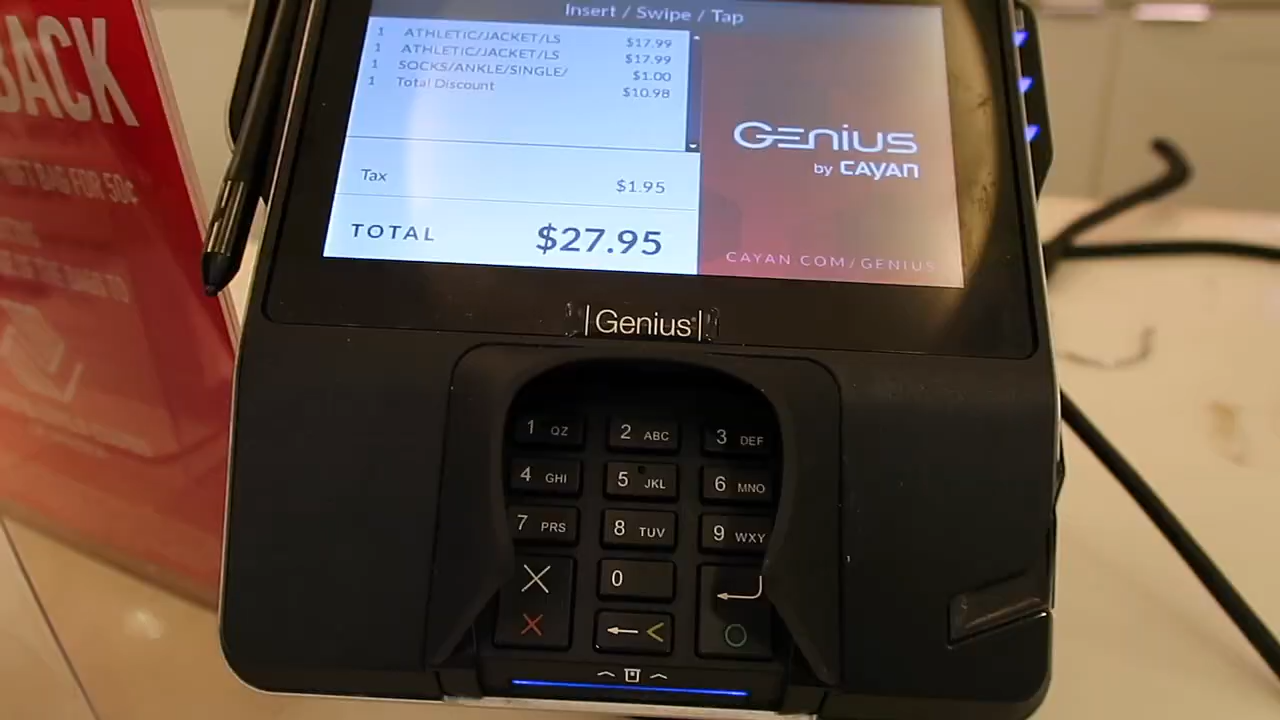 BACK
BAG FOR 50¢
Insert / Swipe / Tap
1 ATHLETIC/JACKET/LS $17.99
1 ATHLETIC/JACKET/LS $17.99
1 SOCKS/ANKLE/SINGLE/ $1.00
1 Total Discount $10.98
Tax $1.95
TOTAL $27.95
Genius
by CAYAN
CAYAN COM/GENIUS
|Genius|
1 QZ 2 ABC 3 DEF
4 GHI 5 JKL 6 MNO
7 PRS 8 TUV 9 WXY
0